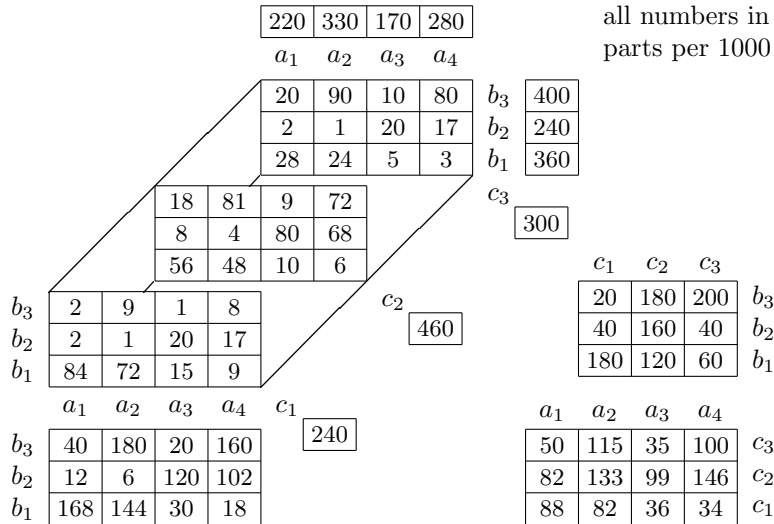 220 330 170 280 all numbers in
a1 a2 a3 a4 parts per 1000
20 90 10 80 b3 400
2 1 20 17 b2 240
28 24 5 3 b1 360
18 81 9 72 c3
8 4 80 68 300
56 48 10 6
c1 c2 c3
b3 2 9 1 8 c2 20 180 200 b3
b2 2 1 20 17 460 40 160 40 b2
b1 84 72 15 9 180 120 60 b1
a1 a2 a3 a4 c1 a1 a2 a3 a4
b3 40 180 20 160 240 50 115 35 100 c3
b2 12 6 120 102 82 133 99 146 c2
b1 168 144 30 18 88 82 36 34 c1